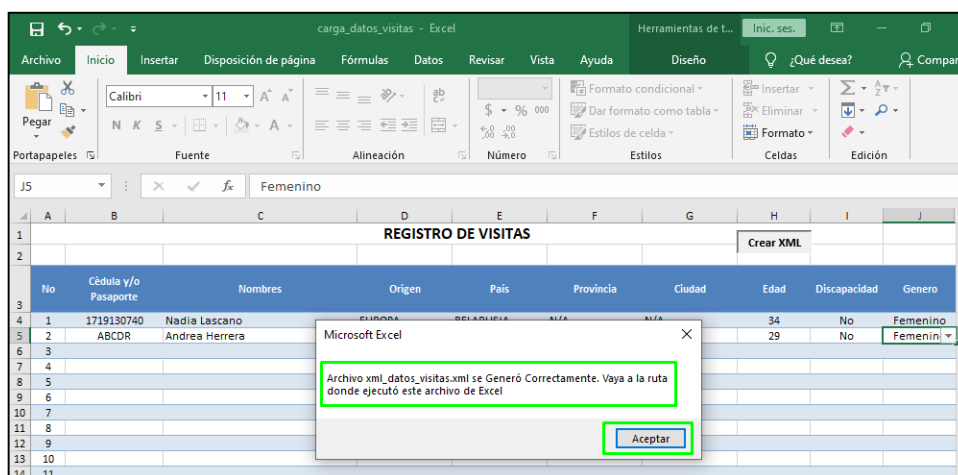 carga_datos_visitas - Excel
Herramientas de t...
Inic. ses.
Archivo Inicio Insertar Disposición de página Fórmulas Datos Revisar Vista Ayuda Diseño ¿Qué desea? Compar
Calibri 11 Formato condicional Insertar
Pegar $ % 000 Dar formato como tabla Eliminar
N K S A Estilos de celda Formato
Portapapeles Fuente Alineación Número Estilos Celdas Edición
J5 fx Femenino
A B C D E F G H I J
1 REGISTRO DE VISITAS Crear XML
2
3 No Cédula y/o Pasaporte Nombres Origen País Provincia Ciudad Edad Discapacidad Genero
4 1 1719130740 Nadia Lascano EUROPA BELARUSIA N/A N/A 34 No Femenino
5 2 ABCDR Andrea Herrera 29 No Femenin
6 3
7 4
8 5
9 6
10 7
11 8
12 9
13 10
14 11
Microsoft Excel
Archivo xml_datos_visitas.xml se Generó Correctamente. Vaya a la ruta
donde ejecutó este archivo de Excel
Aceptar